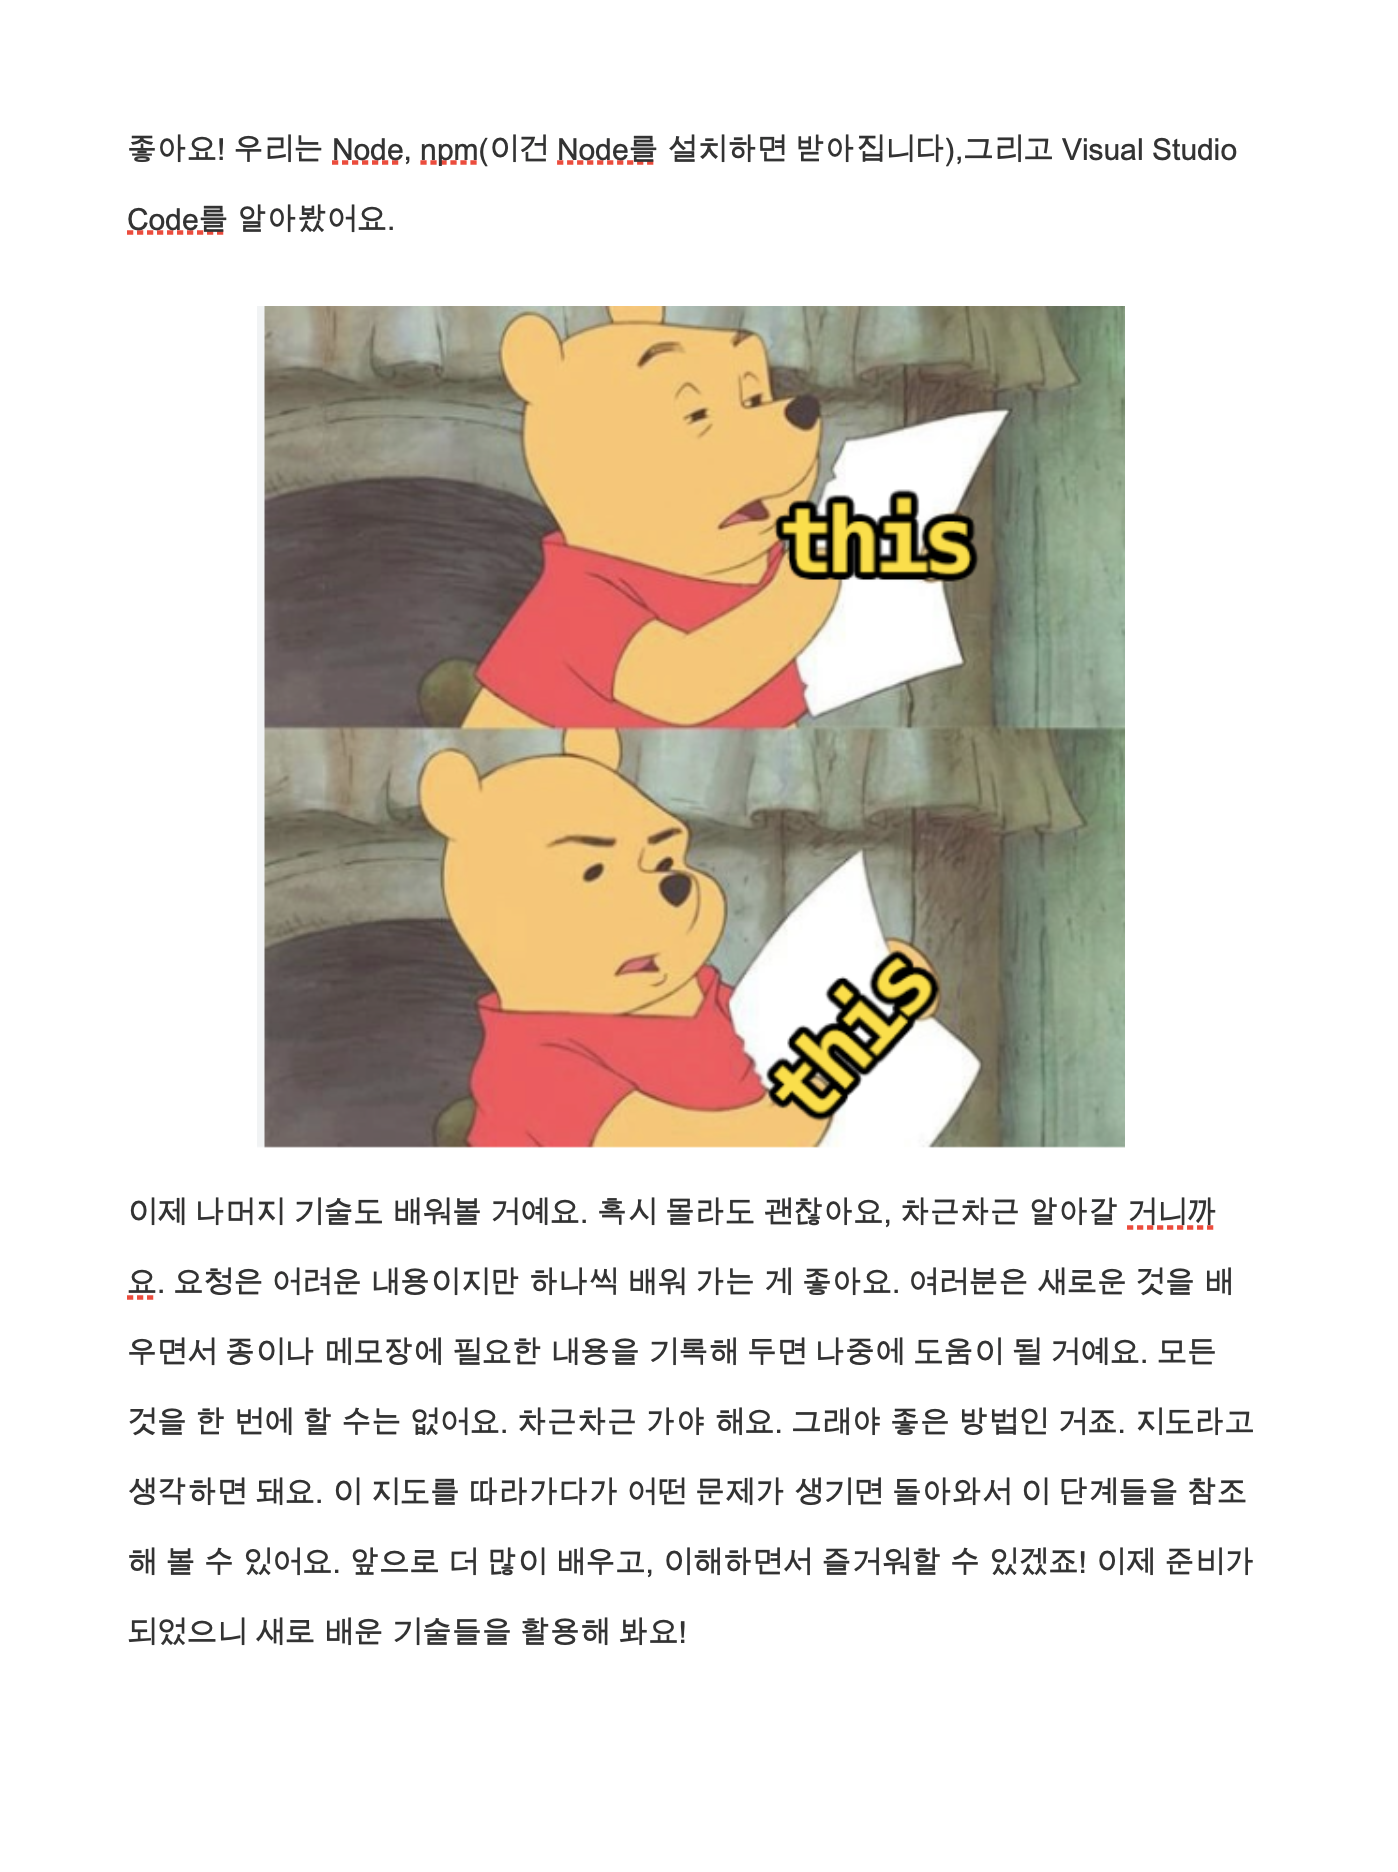 좋아요! 우리는 Node, npm(이건 Node를 설치하면 받아집니다),그리고 Visual Studio
Code를 알아봤어요.
this
this
이제 나머지 기술도 배워볼 거예요. 혹시 몰라도 괜찮아요, 차근차근 알아갈 거니까
요. 요청은 어려운 내용이지만 하나씩 배워 가는 게 좋아요. 여러분은 새로운 것을 배
우면서 종이나 메모장에 필요한 내용을 기록해 두면 나중에 도움이 될 거예요. 모든
것을 한 번에 할 수는 없어요. 차근차근 가야 해요. 그래야 좋은 방법인 거죠. 지도라고
생각하면 돼요. 이 지도를 따라가다가 어떤 문제가 생기면 돌아와서 이 단계들을 참조
해 볼 수 있어요. 앞으로 더 많이 배우고, 이해하면서 즐거워할 수 있겠죠! 이제 준비가
되었으니 새로 배운 기술들을 활용해 봐요!